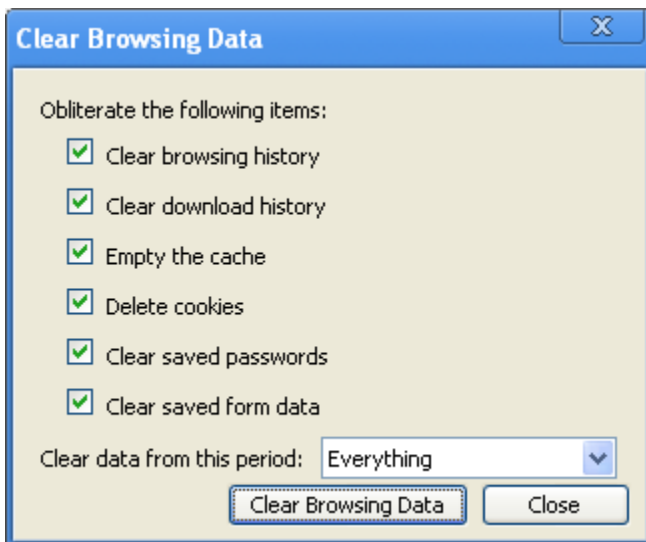 Clear Browsing Data
Obliterate the following items:
Clear browsing history
Clear download history
Empty the cache
Delete cookies
Clear saved passwords
Clear saved form data
Clear data from this period: Everything
Clear Browsing Data Close